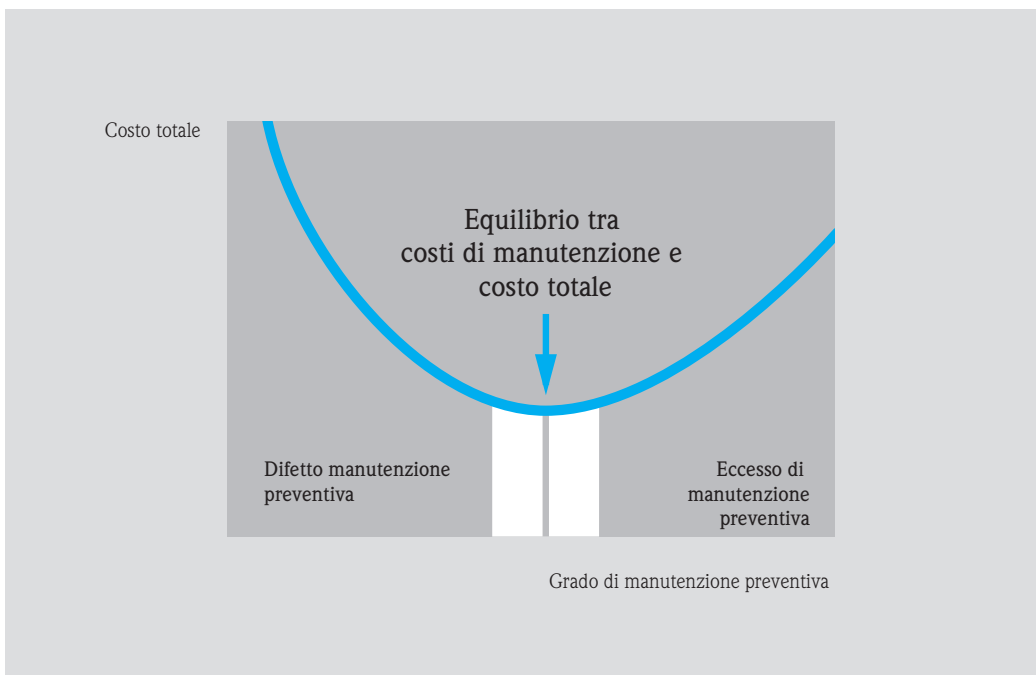 Costo totale
Equilibrio tra
costi di manutenzione e
costo totale
Difetto manutenzione
preventiva
Eccesso di
manutenzione
preventiva
Grado di manutenzione preventiva